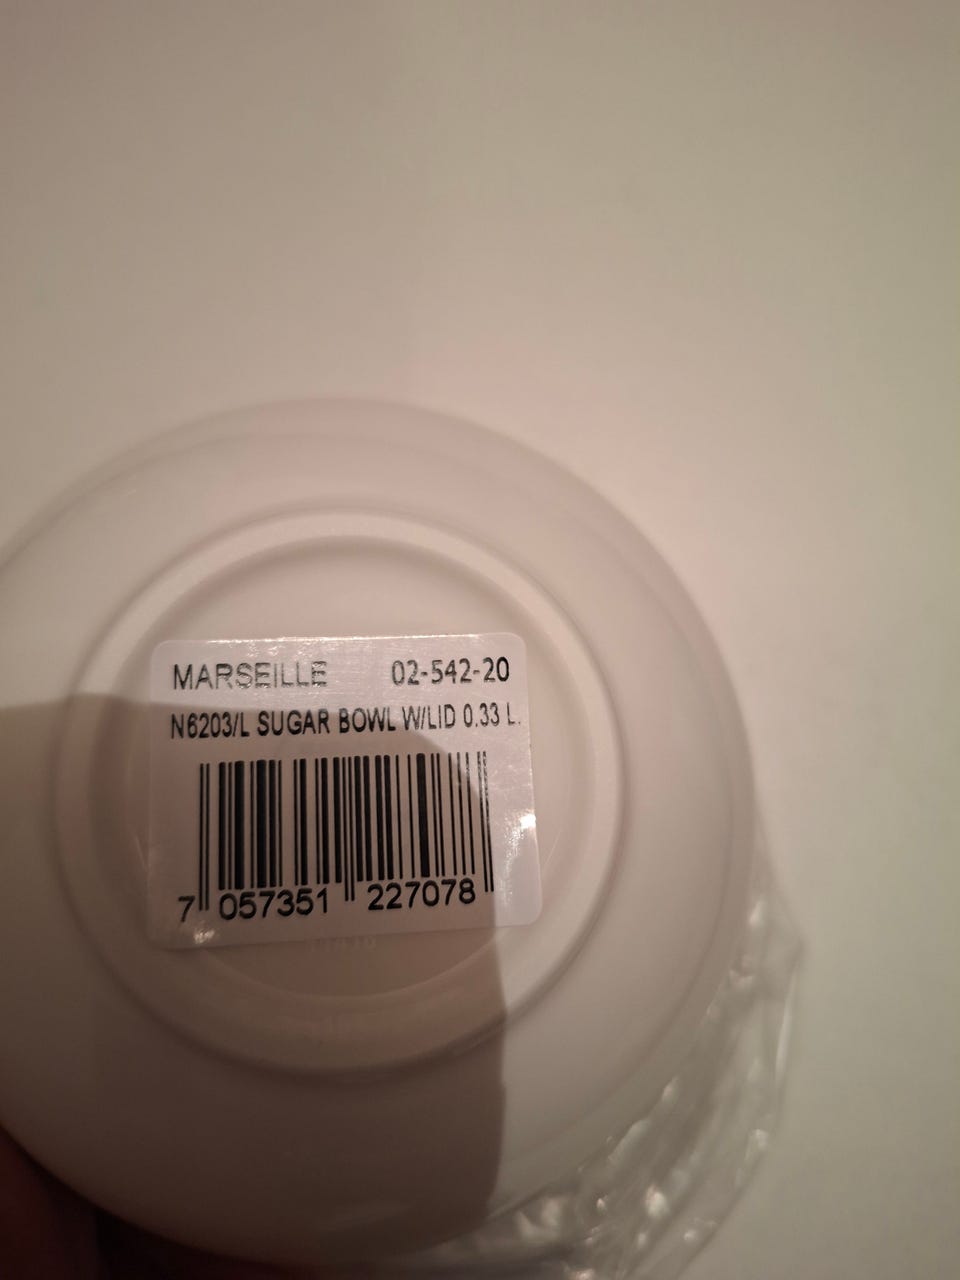 MARSEILLE 02-542-20
N6203/L SUGAR BOWL W/LID 0.33 L.
7 057351 227078